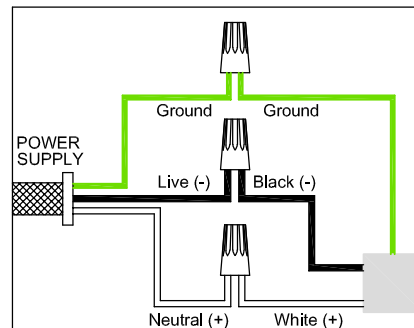 Ground Ground
POWER
SUPPLY
Live (-) Black (-)
Neutral (+) White (+)